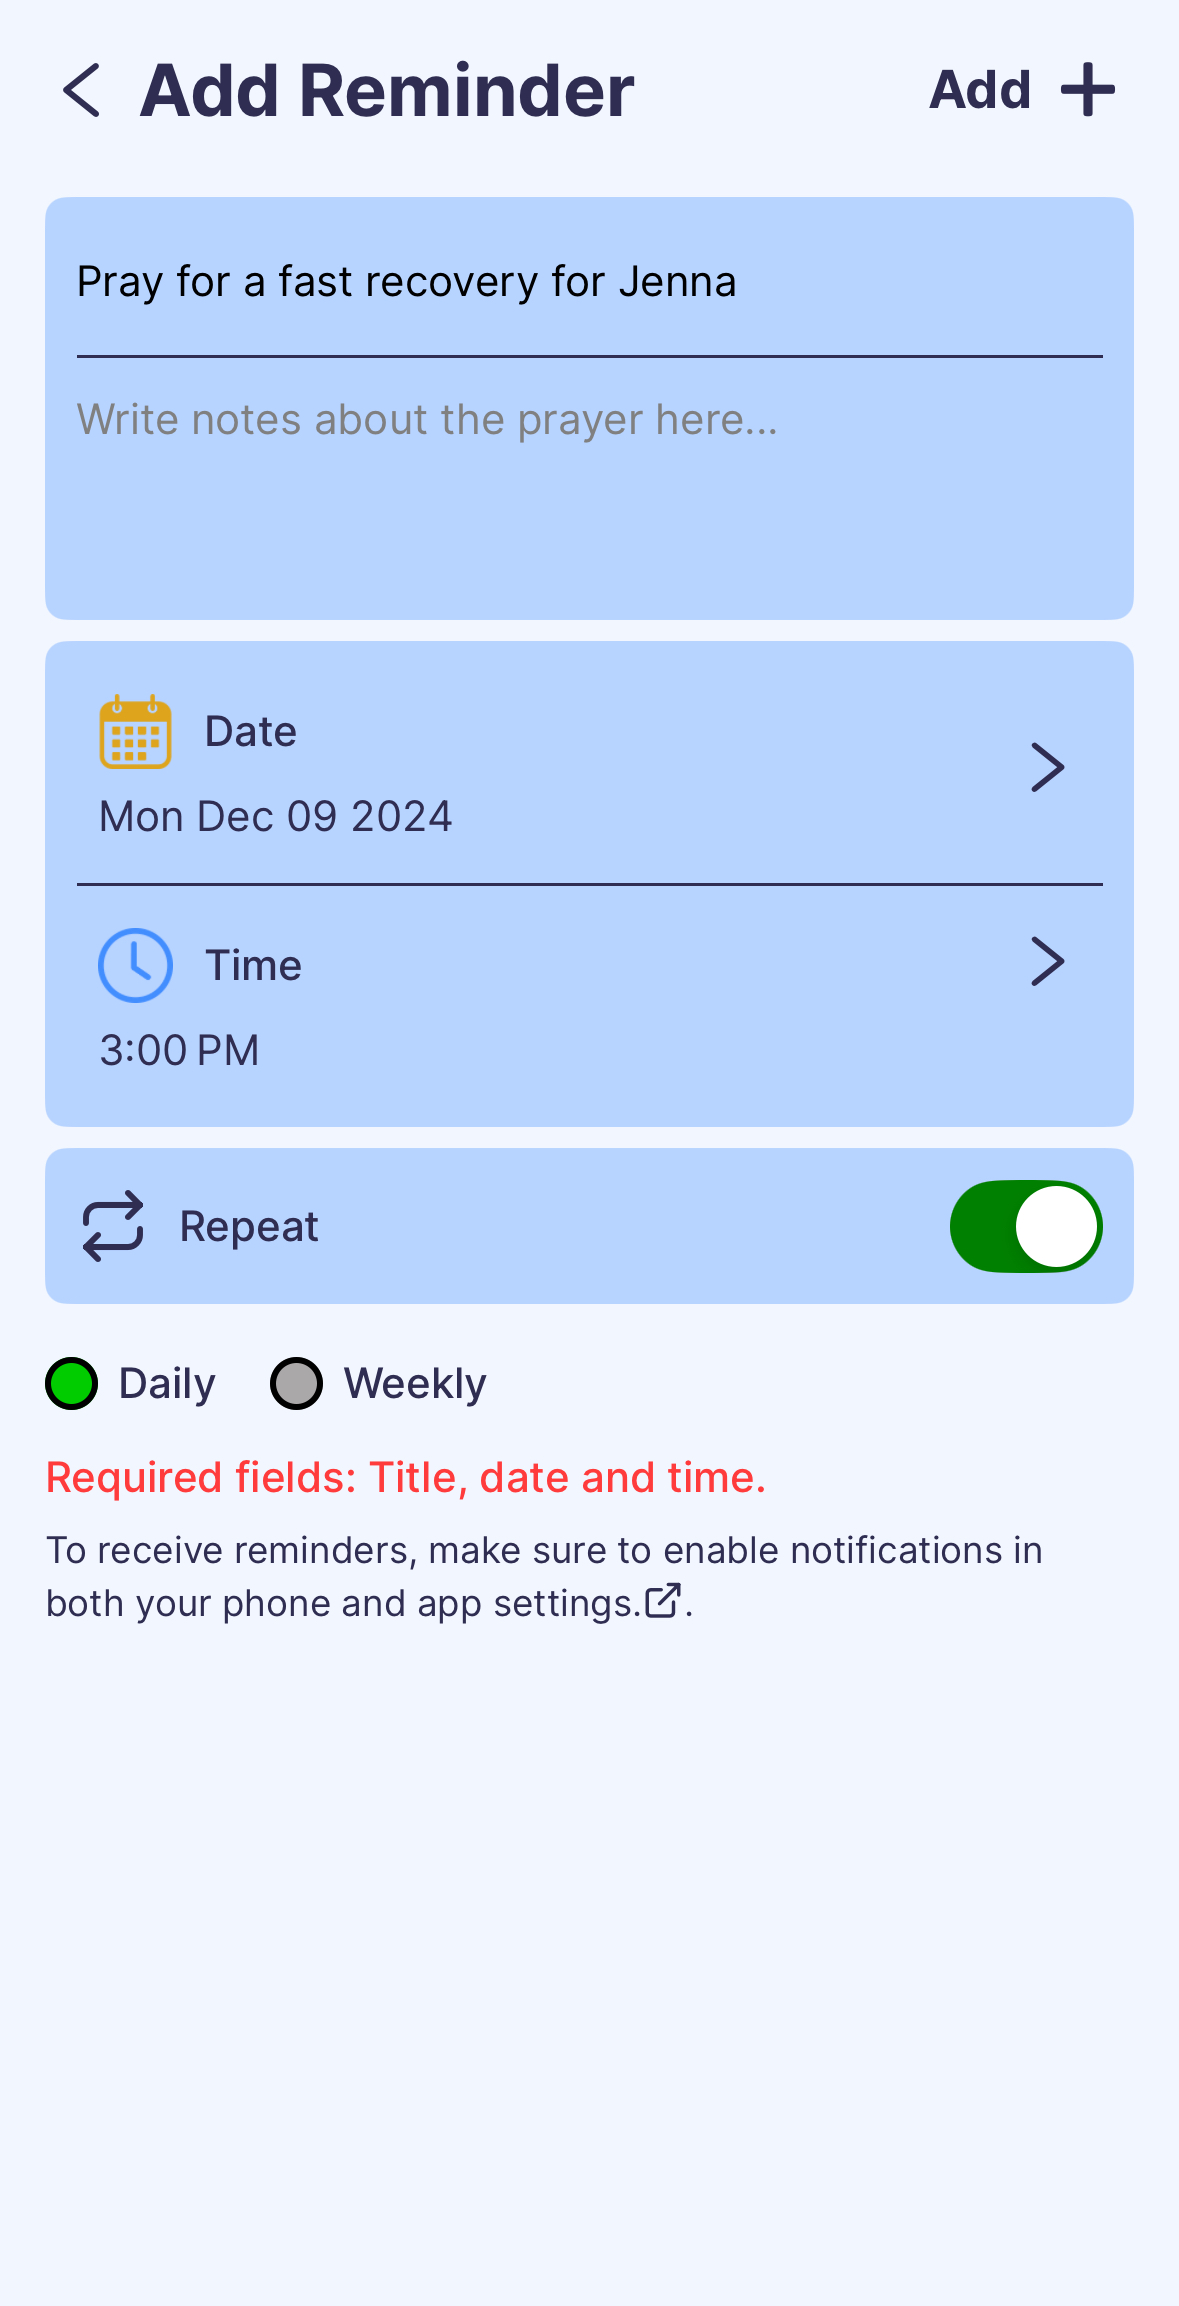 Add Reminder
Add
Pray for a fast recovery for Jenna
Write notes about the prayer here...
Date
Mon Dec 09 2024
Time
3:00 PM
Repeat
Daily
Weekly
Required fields: Title, date and time.
To receive reminders, make sure to enable notifications in
both your phone and app settings. .